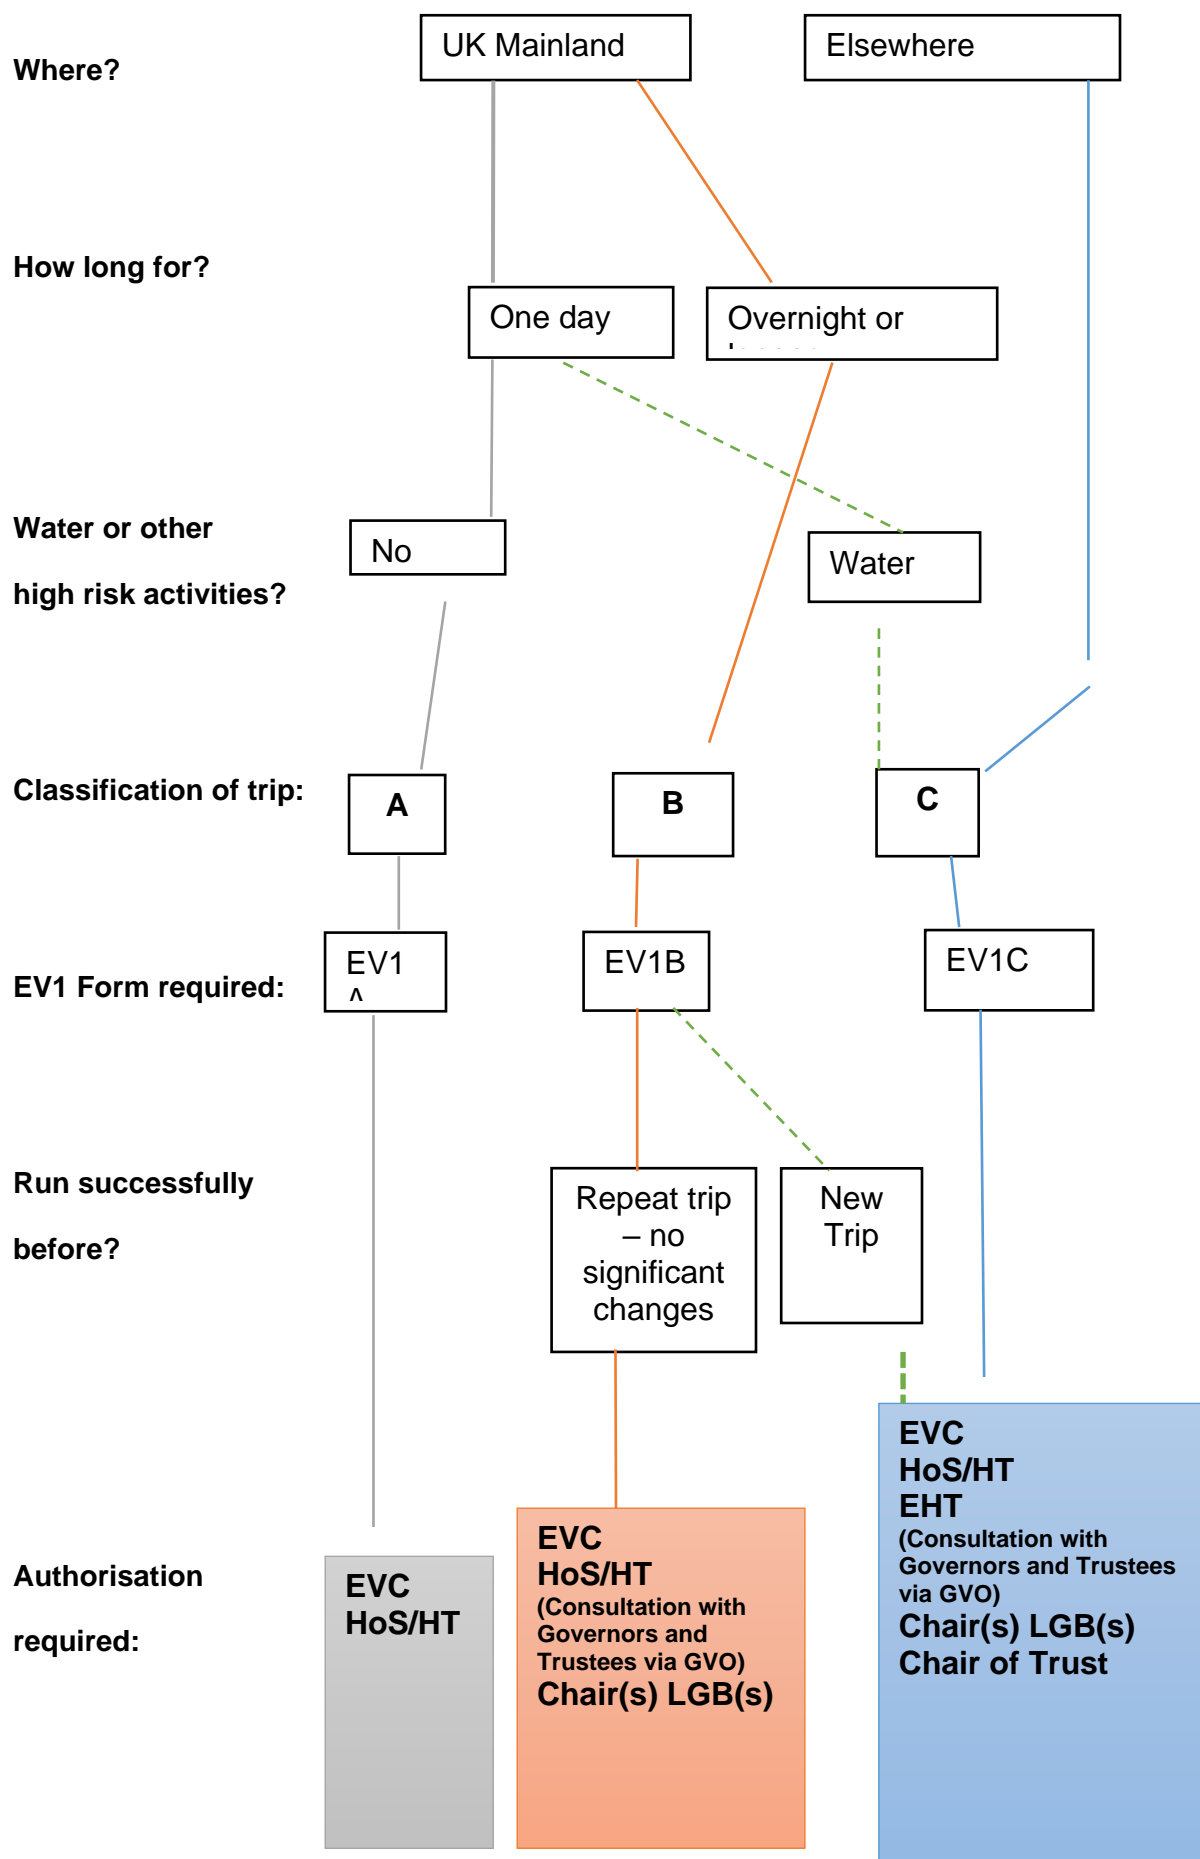 Where?
UK Mainland
Elsewhere
How long for?
One day
Overnight or
Water or other
high risk activities?
No
Water
Classification of trip:
A
B
C
EV1 Form required:
EV1
EV1B
EV1C
Run successfully
before?
Repeat trip
– no
significant
changes
New
Trip
Authorisation
required:
EVC
HoS/HT
EVC
HoS/HT
(Consultation with
Governors and
Trustees via GVO)
Chair(s) LGB(s)
EVC
HoS/HT
EHT
(Consultation with
Governors and Trustees
via GVO)
Chair(s) LGB(s)
Chair of Trust